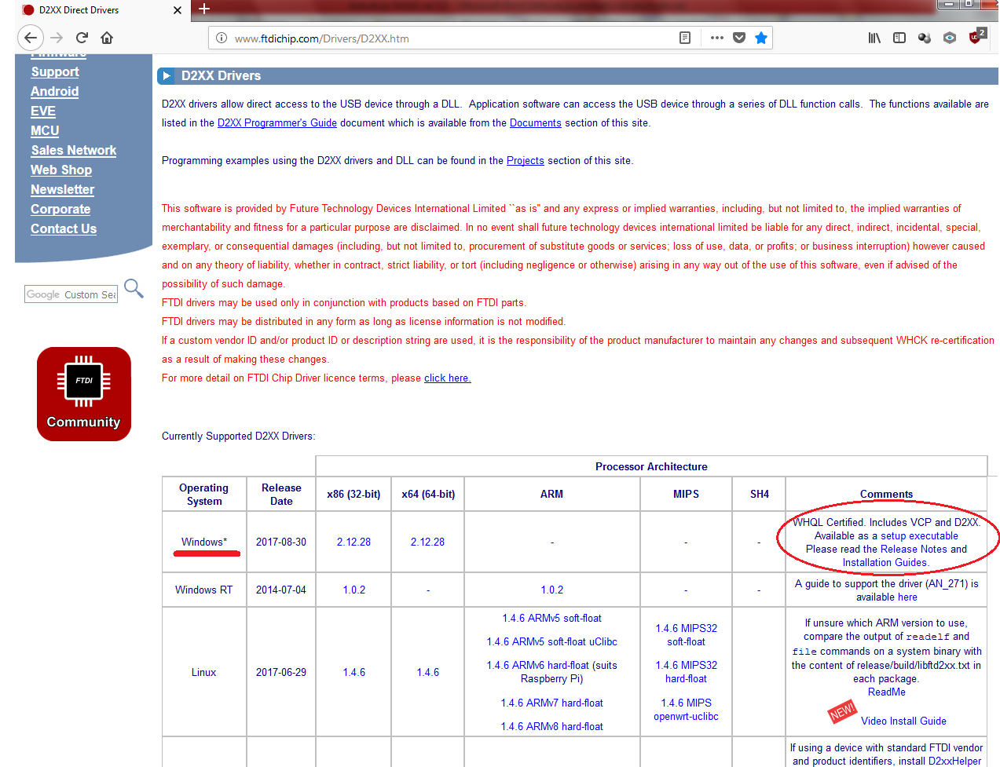 D2XX Direct Drivers
www.ftdichip.com/Drivers/D2XX.htm
2
Firmware
Support
Android
EVE
MCU
Sales Network
Web Shop
Newsletter
Corporate
Contact Us
Google Custom Sea
FTDI
Community
D2XX Drivers
D2XX drivers allow direct access to the USB device through a DLL. Application software can access the USB device through a series of DLL function calls. The functions available are
listed in the D2XX Programmer's Guide document which is available from the Documents section of this site.
Programming examples using the D2XX drivers and DLL can be found in the Projects section of this site.
This software is provided by Future Technology Devices International Limited ``as is'' and any express or implied warranties, including, but not limited to, the implied warranties of
merchantability and fitness for a particular purpose are disclaimed. In no event shall future technology devices international limited be liable for any direct, indirect, incidental, special,
exemplary, or consequential damages (including, but not limited to, procurement of substitute goods or services; loss of use, data, or profits; or business interruption) however caused
and on any theory of liability, whether in contract, strict liability, or tort (including negligence or otherwise) arising in any way out of the use of this software, even if advised of the
possibility of such damage.
FTDI drivers may be used only in conjunction with products based on FTDI parts.
FTDI drivers may be distributed in any form as long as license information is not modified.
If a custom vendor ID and/or product ID or description string are used, it is the responsibility of the product manufacturer to maintain any changes and subsequent WHCK re-certification
as a result of making these changes.
For more detail on FTDI Chip Driver licence terms, please click here.
Currently Supported D2XX Drivers:
Processor Architecture
Operating System Release Date x86 (32-bit) x64 (64-bit) ARM MIPS SH4 Comments
Windows* 2017-08-30 2.12.28 2.12.28 - - -
WHQL Certified. Includes VCP and D2XX.
Available as a setup executable
Please read the Release Notes and
Installation Guides.
Windows RT 2014-07-04 1.0.2 - 1.0.2 - -
A guide to support the driver (AN_271) is
available here
Linux 2017-06-29 1.4.6 1.4.6
1.4.6 ARMv5 soft-float
1.4.6 ARMv5 soft-float uClibc
1.4.6 ARMv6 hard-float (suits
Raspberry Pi)
1.4.6 ARMv7 hard-float
1.4.6 ARMv8 hard-float
1.4.6 MIPS32
soft-float
1.4.6 MIPS32
hard-float
1.4.6 MIPS
openwrt-uclibc
If unsure which ARM version to use,
compare the output of readelf and
file commands on a system binary with
the content of release/build/libftd2xx.txt in
each package.
ReadMe
NEW!
Video Install Guide
If using a device with standard FTDI vendor
and product identifiers, install D2xxHelper